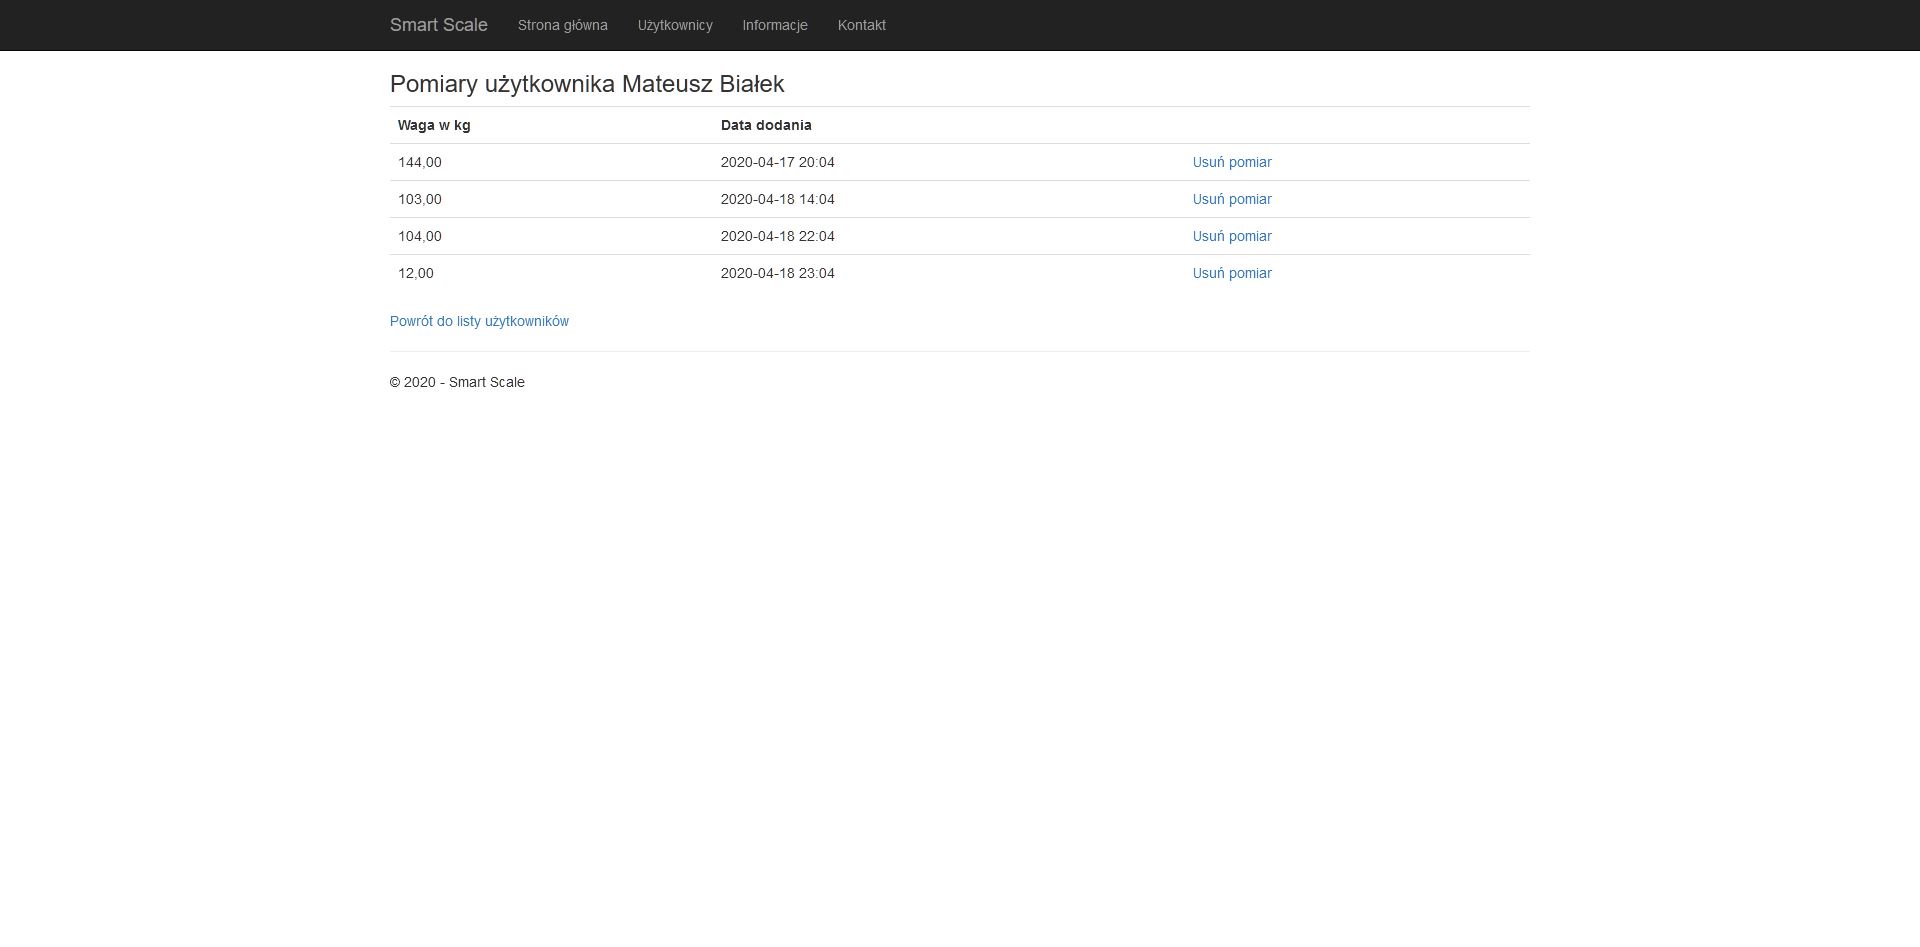 Smart Scale Strona główna Użytkownicy Informacje Kontakt
Pomiary użytkownika Mateusz Białek
Waga w kg Data dodania
144,00 2020-04-17 20:04 Usuń pomiar
103,00 2020-04-18 14:04 Usuń pomiar
104,00 2020-04-18 22:04 Usuń pomiar
12,00 2020-04-18 23:04 Usuń pomiar
Powrót do listy użytkowników
© 2020 - Smart Scale